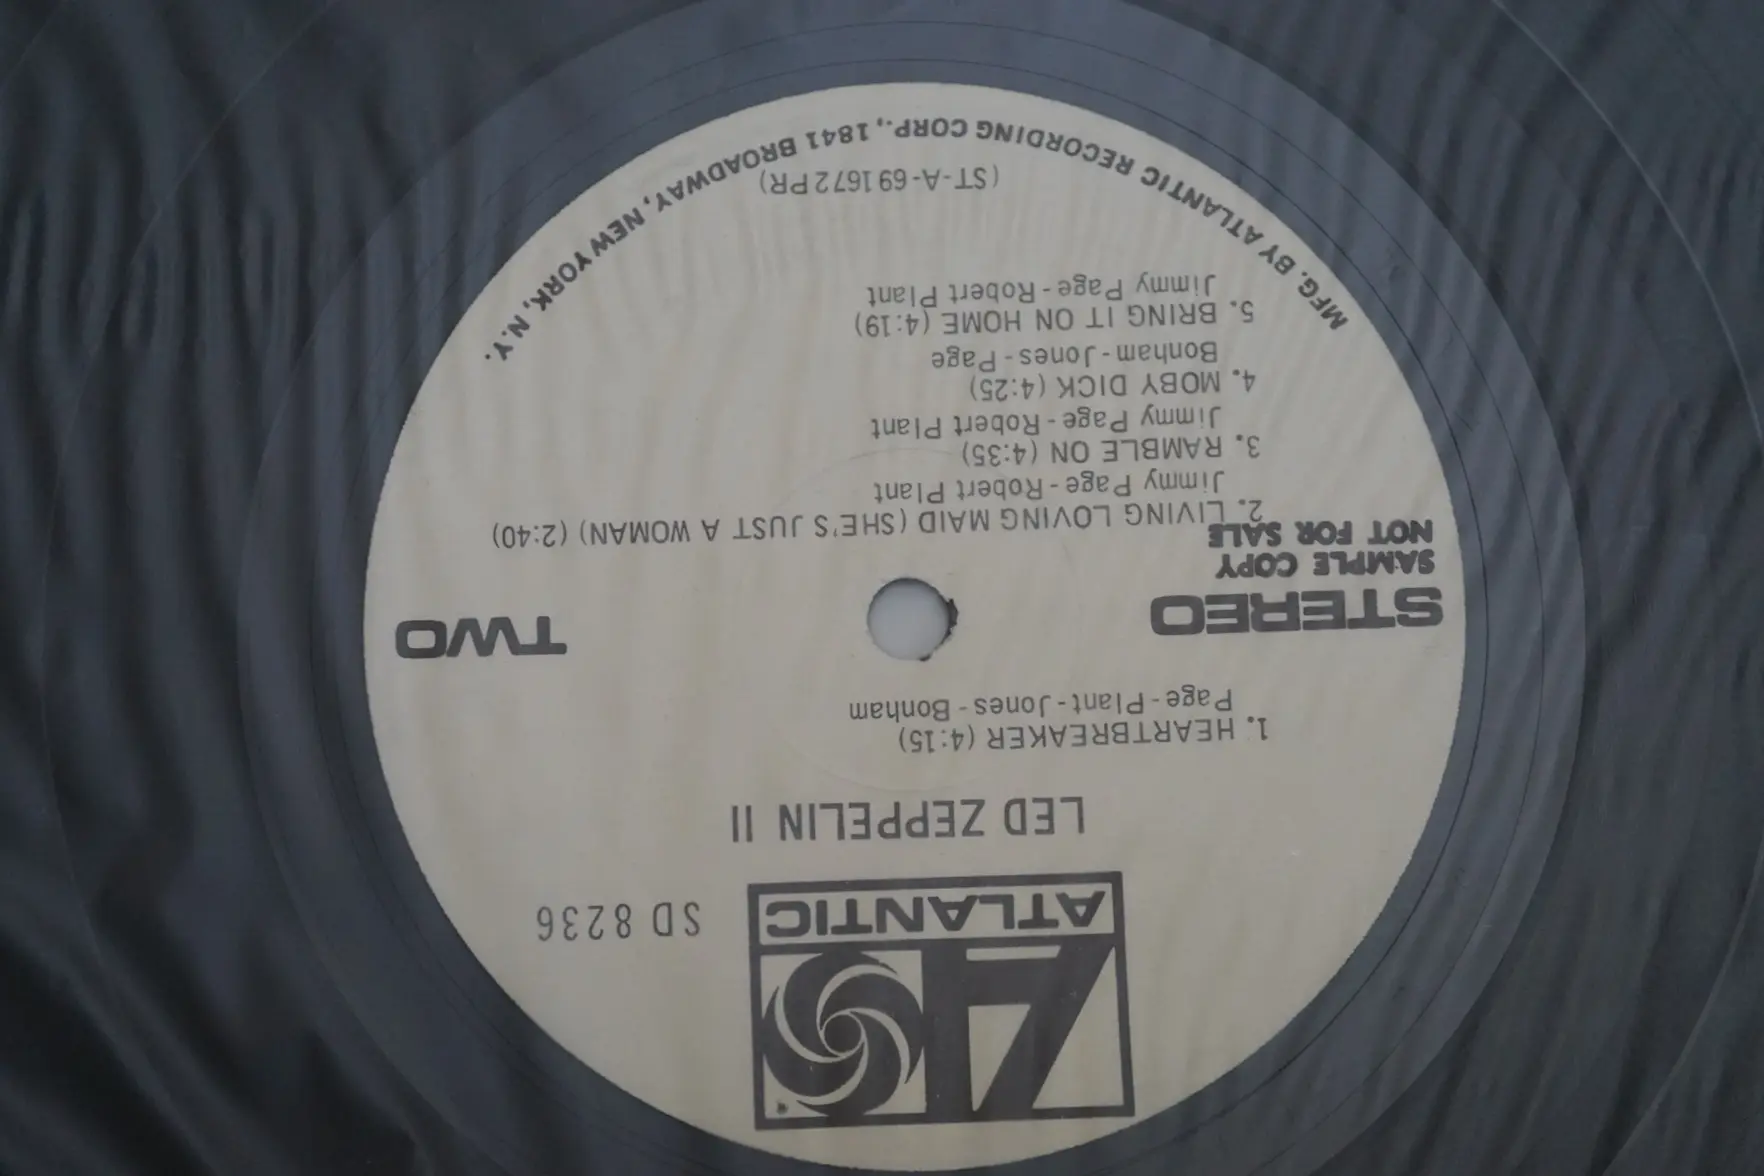 ATLANTIC
SD 8236
LED ZEPPELIN II
1. HEARTBREAKER (4:15)
Page - Plant - Jones - Bonham
STEREO
SAMPLE COPY
NOT FOR SALE
TWO
2. LIVING LOVING MAID (SHE'S JUST A WOMAN) (2:40)
Jimmy Page - Robert Plant
3. RAMBLE ON (4:35)
Jimmy Page - Robert Plant
4. MOBY DICK (4:25)
Bonham - Jones - Page
5. BRING IT ON HOME (4:19)
Jimmy Page - Robert Plant
(ST-A-691672PR)
MFG. BY ATLANTIC RECORDING CORP., 1841 BROADWAY, NEW YORK, N.Y.